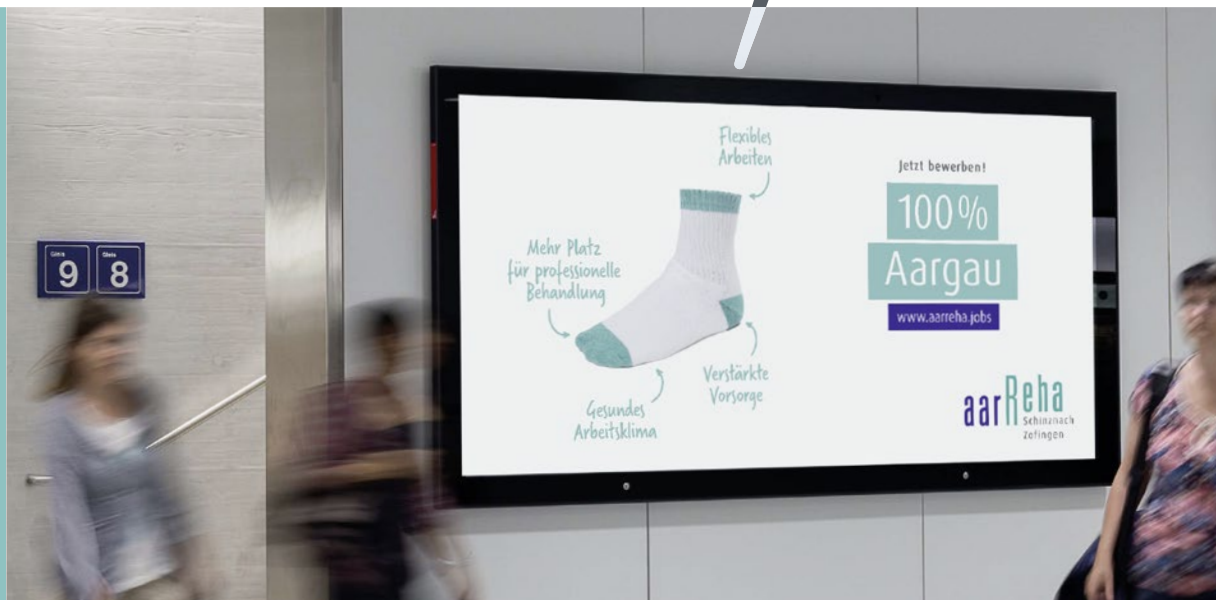 Gleis
9
Gleis
8
Flexibles
Arbeiten
Mehr Platz
für professionelle
Behandlung
Verstärkte
Vorsorge
Gesundes
Arbeitsklima
Jetzt bewerben!
100%
Aargau
www.aarreha.jobs
aarReha
Schinznach
Zofingen